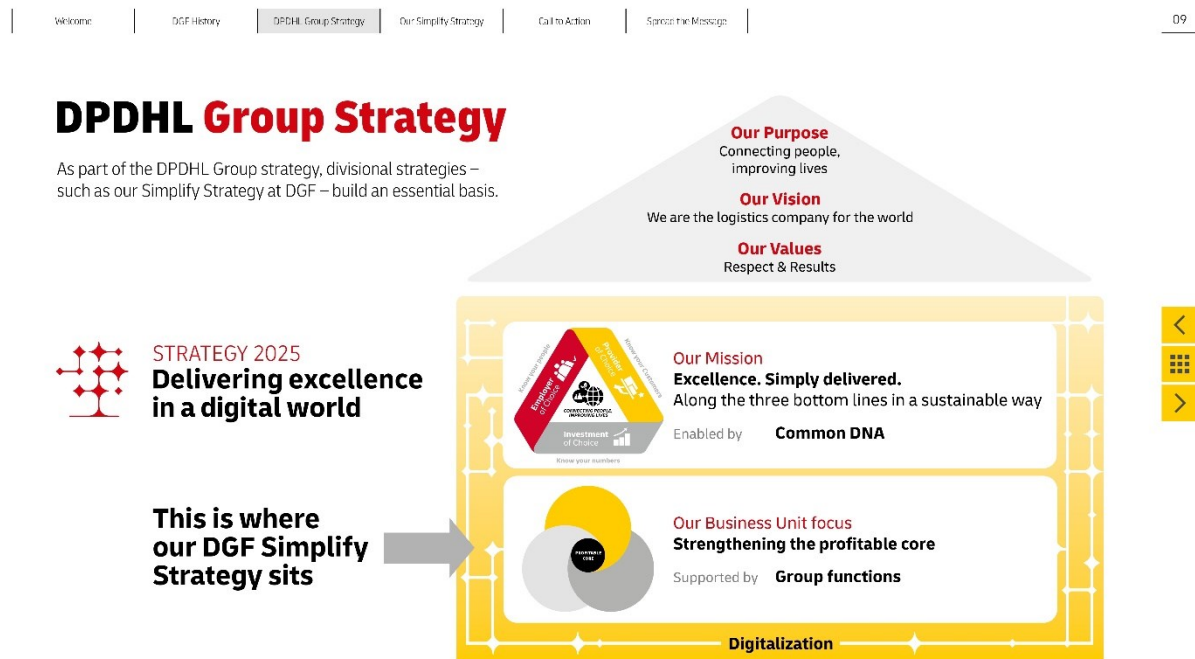 Welcome
DGF History
DPDHL Group Strategy
Our Simplify Strategy
Call to Action
Spread the Message
09
DPDHL Group Strategy
As part of the DPDHL Group strategy, divisional strategies –
such as our Simplify Strategy at DGF – build an essential basis.
Our Purpose
Connecting people,
improving lives
Our Vision
We are the logistics company for the world
Our Values
Respect & Results
STRATEGY 2025
Delivering excellence
in a digital world
Know your people
Employer
of Choice
Provider
of Choice
Know your Customers
CONNECTING PEOPLE,
IMPROVING LIVES
Investment
of Choice
Know your numbers
Our Mission
Excellence. Simply delivered.
Along the three bottom lines in a sustainable way
Enabled by Common DNA
This is where
our DGF Simplify
Strategy sits
PROFITABLE
CORE
Our Business Unit focus
Strengthening the profitable core
Supported by Group functions
Digitalization